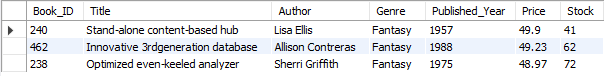 Book_ID Title Author Genre Published_Year Price Stock
240 Stand-alone content-based hub Lisa Ellis Fantasy 1957 49.9 41
462 Innovative 3rdgeneration database Allison Contreras Fantasy 1988 49.23 62
238 Optimized even-keeled analyzer Sherri Griffith Fantasy 1975 48.97 72